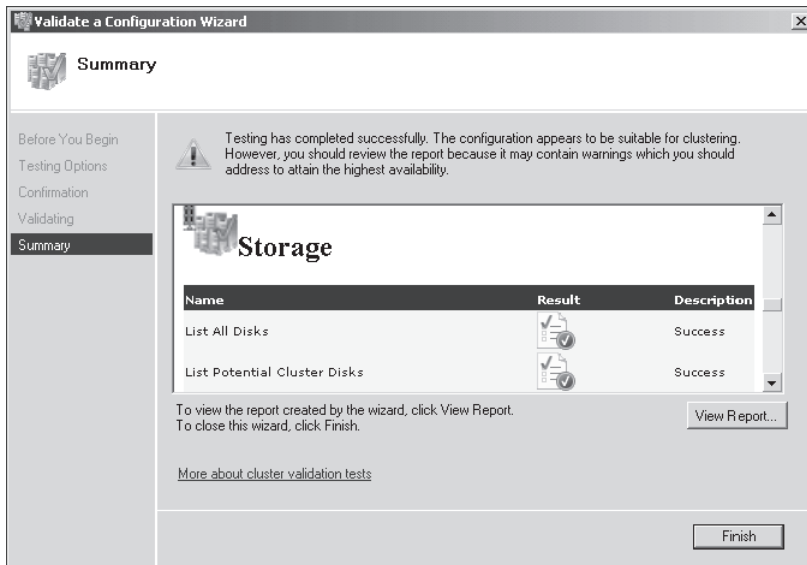 Validate a Configuration Wizard
Summary
Before You Begin
Testing Options
Confirmation
Validating
Summary
Testing has completed successfully. The configuration appears to be suitable for clustering.
However, you should review the report because it may contain warnings which you should
address to attain the highest availability.
Storage
Name Result Description
List All Disks Success
List Potential Cluster Disks Success
To view the report created by the wizard, click View Report.
To close this wizard, click Finish.
View Report...
More about cluster validation tests
Finish